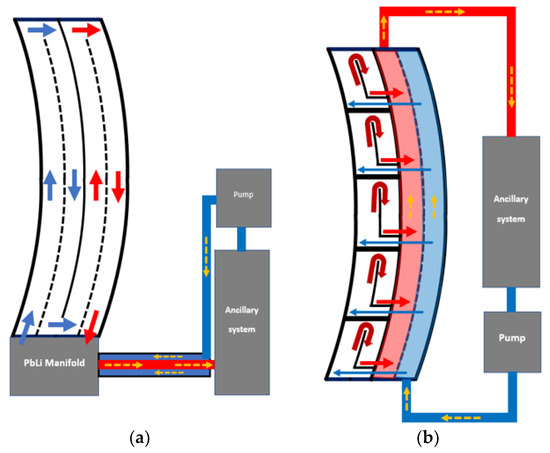 Pump
Ancillary
system
PbLi Manifold
Ancillary
system
Pump
(a)
(b)